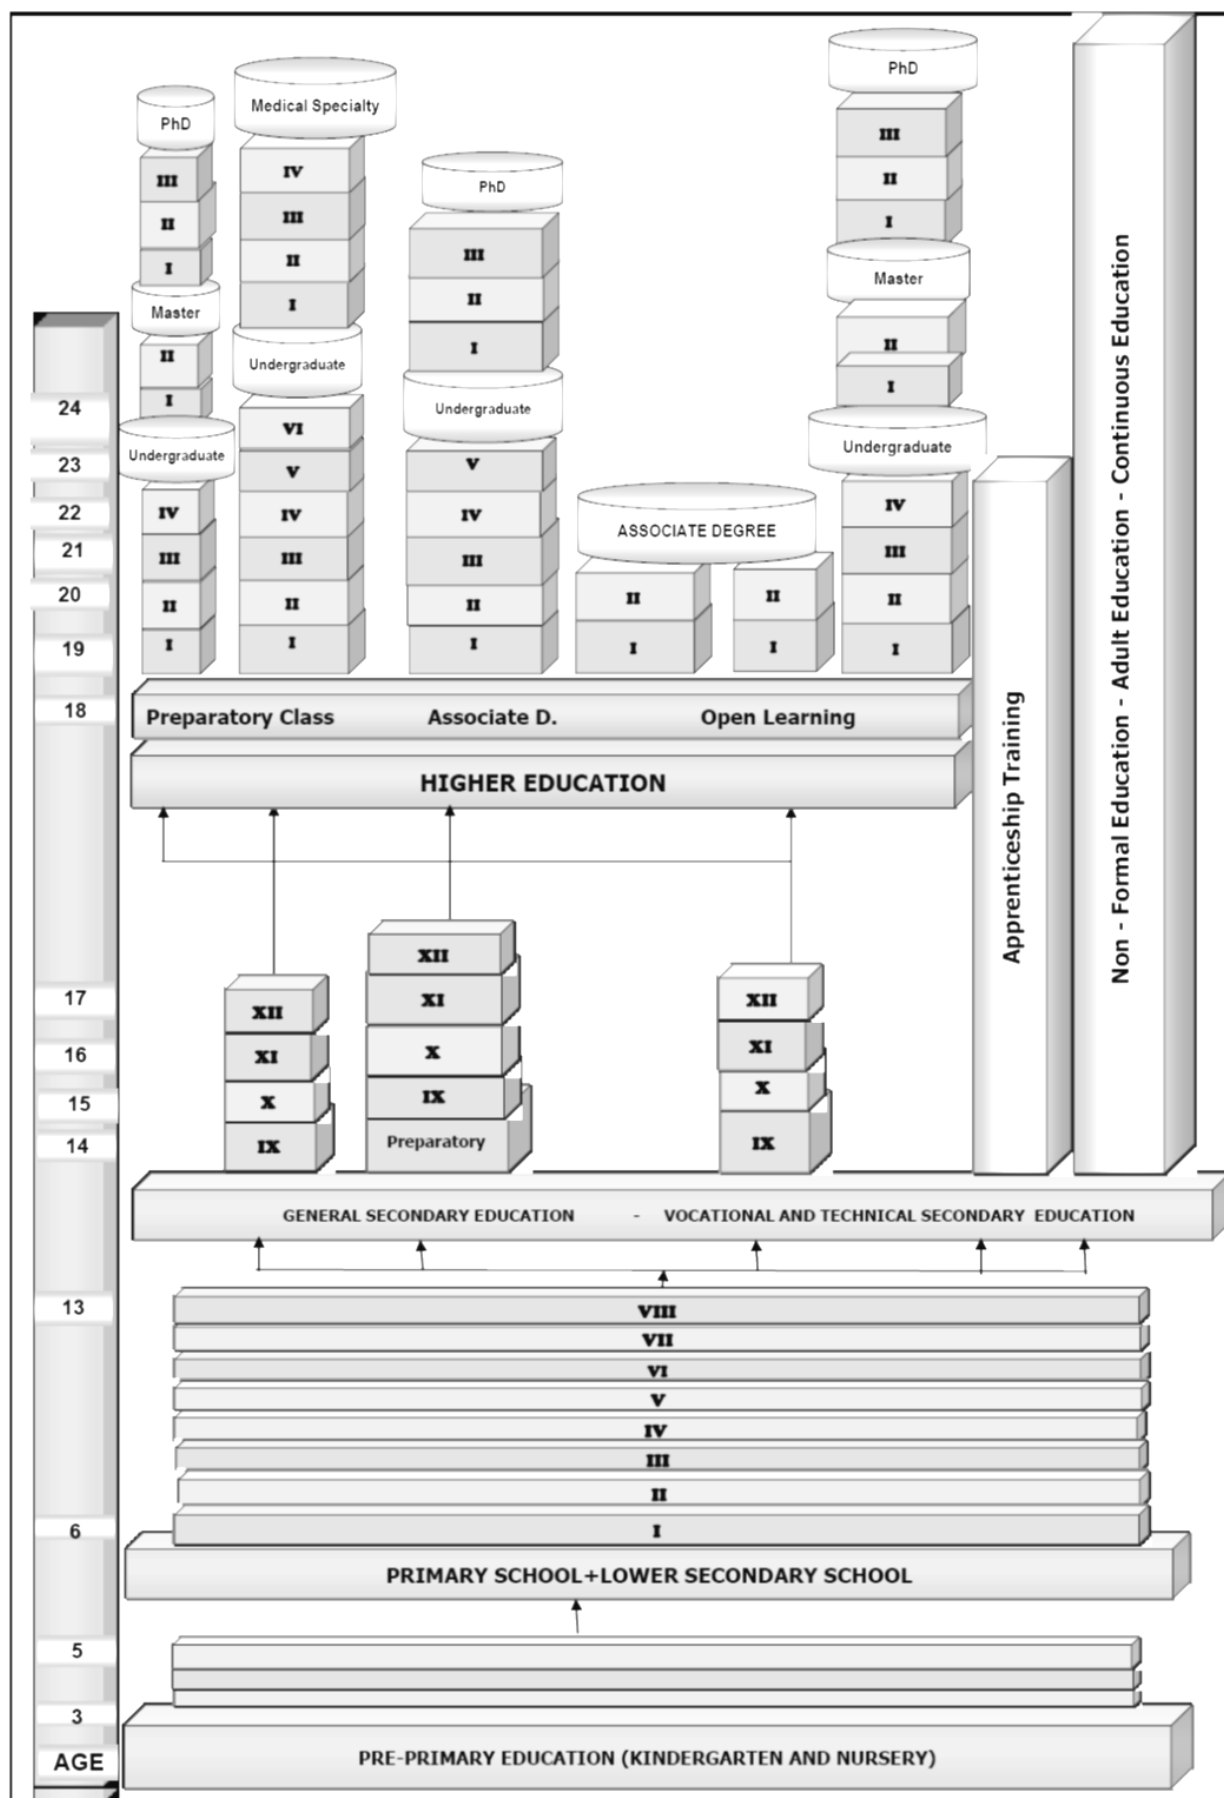 PhD
Medical Specialty
PhD
PhD
III
II
I
Master
II
I
Undergraduate
IV
III
II
I
IV
III
II
I
Undergraduate
VI
V
IV
III
II
I
III
II
I
Undergraduate
V
IV
III
II
I
ASSOCIATE DEGREE
II
I
II
I
III
II
I
Master
II
I
Undergraduate
IV
III
II
I
24
23
22
21
20
19
18
Preparatory Class
Associate D.
Open Learning
HIGHER EDUCATION
Apprenticeship Training
Non - Formal Education - Adult Education - Continuous Education
17
16
15
14
XII
XI
X
IX
XII
XI
X
IX
Preparatory
XII
XI
X
IX
GENERAL SECONDARY EDUCATION - VOCATIONAL AND TECHNICAL SECONDARY EDUCATION
13
VIII
VII
VI
V
IV
III
II
6
I
PRIMARY SCHOOL+LOWER SECONDARY SCHOOL
5
3
AGE
PRE-PRIMARY EDUCATION (KINDERGARTEN AND NURSERY)